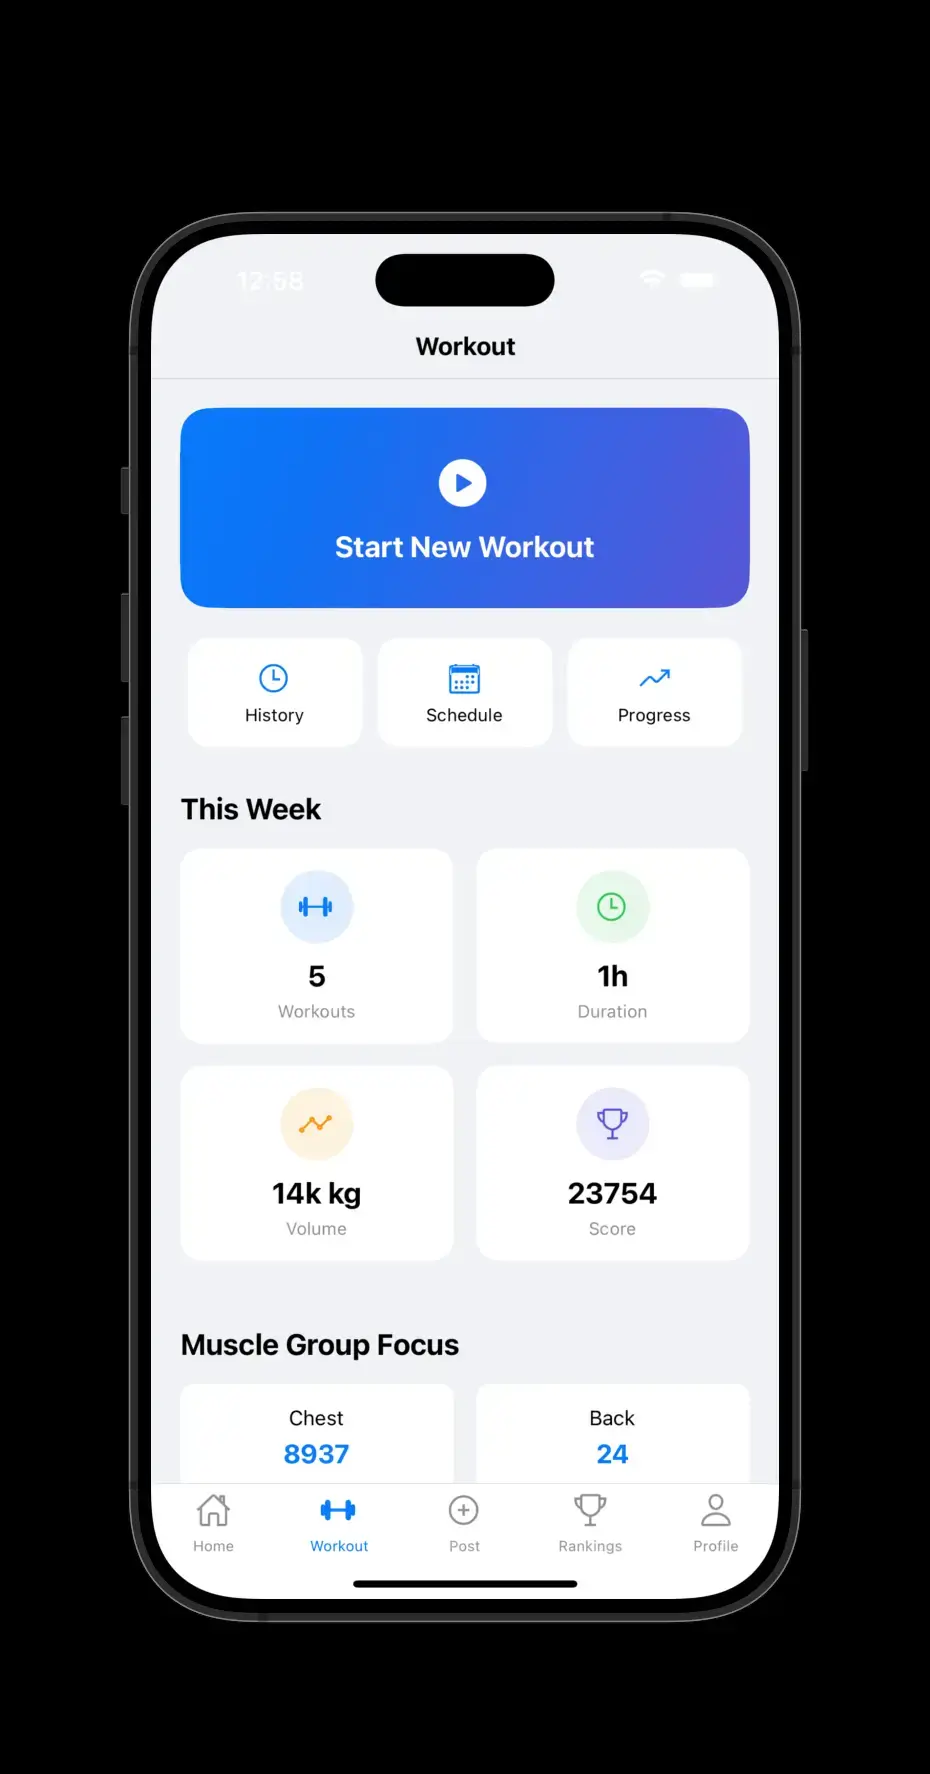 12:58
Workout
Start New Workout
History
Schedule
Progress
This Week
5
Workouts
1h
Duration
14k kg
Volume
23754
Score
Muscle Group Focus
Chest
8937
Back
24
Home
Workout
Post
Rankings
Profile